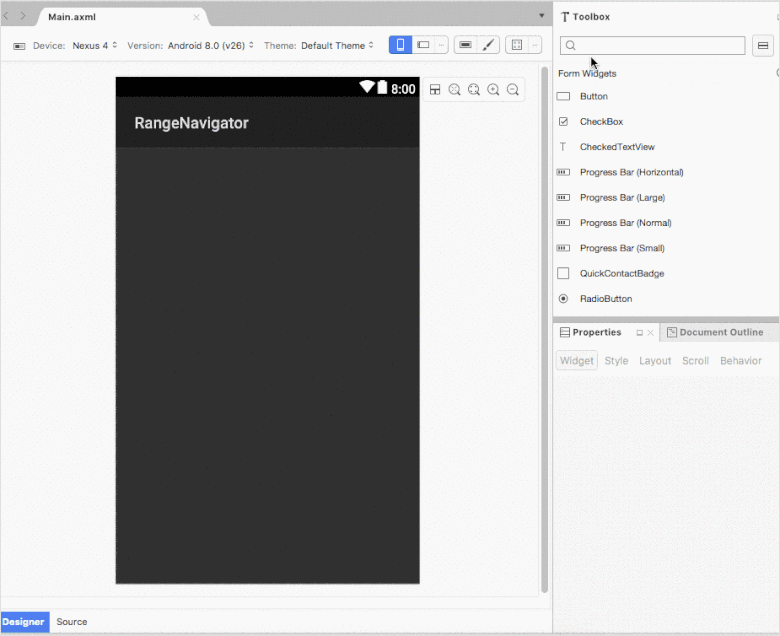 Main.axml
Device: Nexus 4 Version: Android 8.0 (v26) Theme: Default Theme
8:00
RangeNavigator
Designer Source
Toolbox
Form Widgets
Button
CheckBox
T CheckedTextView
Progress Bar (Horizontal)
Progress Bar (Large)
Progress Bar (Normal)
Progress Bar (Small)
QuickContactBadge
RadioButton
Properties Document Outline
Widget Style Layout Scroll Behavior